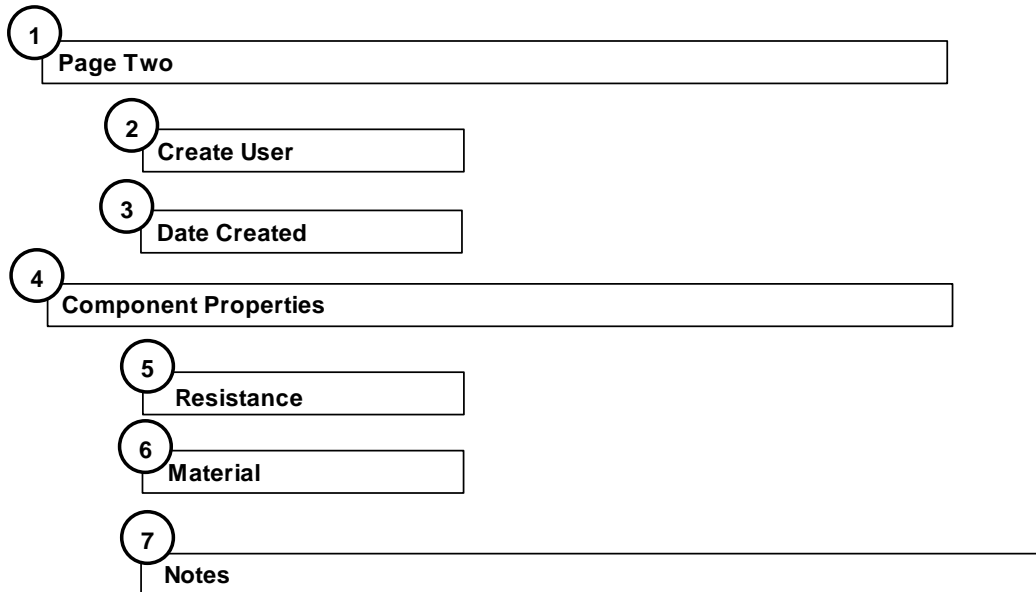 1
Page Two
2
Create User
3
Date Created
4
Component Properties
5
Resistance
6
Material
7
Notes